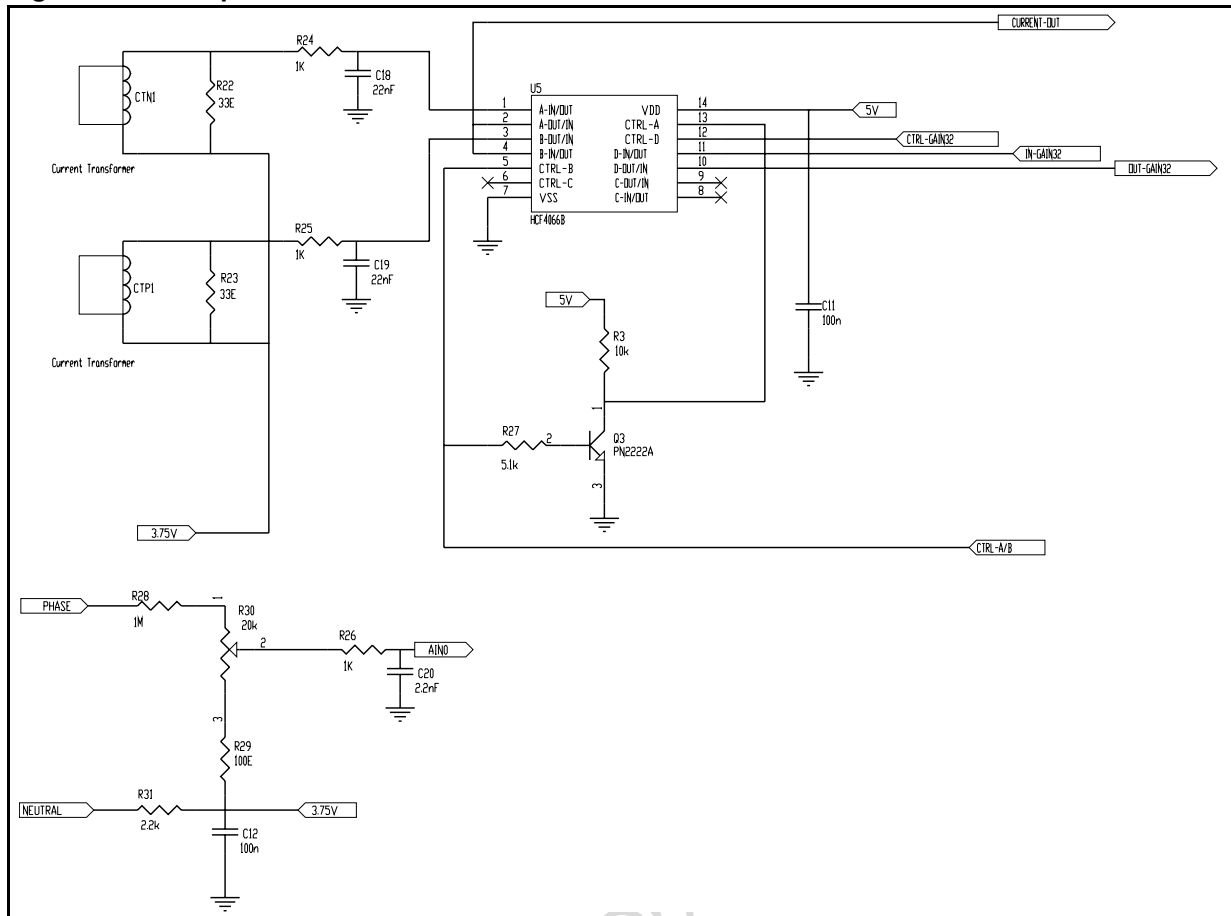 CURRENT-OUT
R24
1K
C18
22nF
CTN1
R22
33E
Current Transformer
U5
1 A-IN/OUT VDD 14
2 A-OUT/IN CTRL-A 13
3 B-OUT/IN CTRL-D 12
4 B-IN/OUT D-IN/OUT 11
5 CTRL-B D-OUT/IN 10
6 CTRL-C C-OUT/IN 9
7 VSS C-IN/OUT 8
HCF4066B
5V
CTRL-GAIN32
IN-GAIN32
OUT-GAIN32
R25
1K
C19
22nF
CTP1
R23
33E
Current Transformer
5V
R3
10k
C11
100n
1
R27
5.1k
2
Q3
PN2222A
3
3.75V
CTRL-A/B
PHASE
R28
1M
1
R30
20k
2
R26
1K
AIN0
C20
2.2nF
3
R29
100E
NEUTRAL
R31
2.2k
3.75V
C12
100n